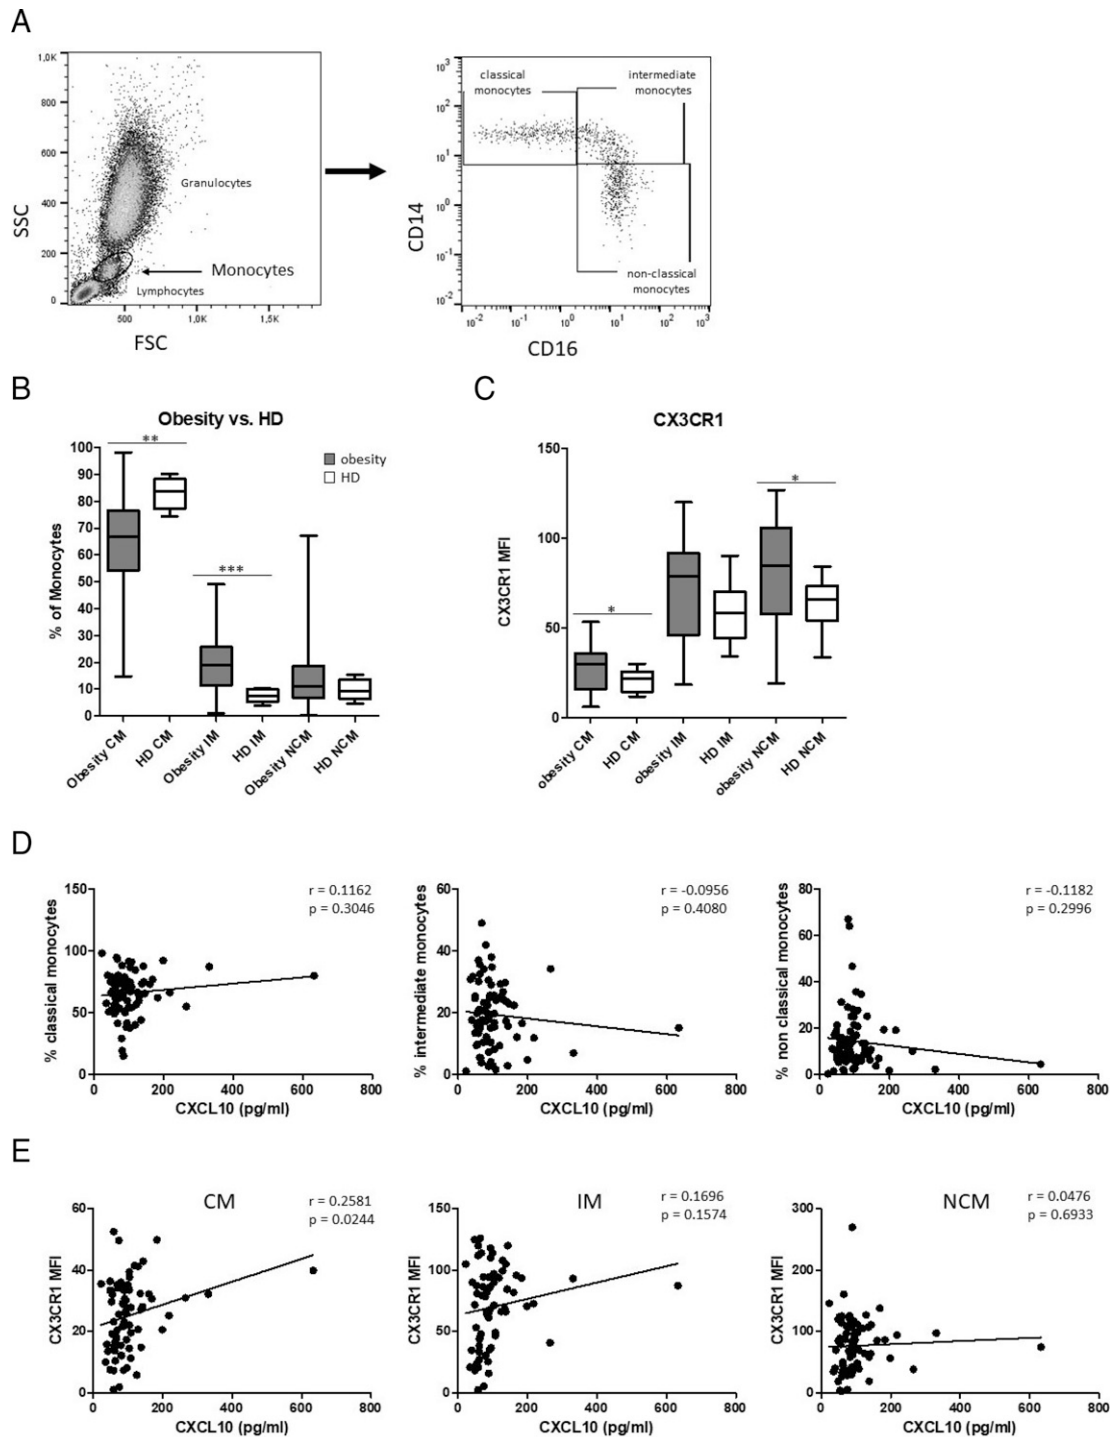 A
1,0K
800
600
400
200
0
SSC
Granulocytes
Monocytes
Lymphocytes
500
1,0K
1,5K
FSC
10^3
10^2
10^1
10^0
10^-1
10^-2
CD14
classical
monocytes
intermediate
monocytes
non-classical
monocytes
10^-2
10^-1
10^0
10^1
10^2
10^3
CD16
B
Obesity vs. HD
100
90
80
70
60
50
40
30
20
10
0
% of Monocytes
**
***
obesity
HD
Obesity CM
HD CM
Obesity IM
HD IM
Obesity NCM
HD NCM
C
CX3CR1
150
100
50
0
CX3CR1 MFI
*
*
obesity CM
HD CM
obesity IM
HD IM
obesity NCM
HD NCM
D
% classical monocytes
150
100
50
0
r = 0.1162
p = 0.3046
0 200 400 600 800
CXCL10 (pg/ml)
% intermediate monocytes
60
40
20
0
r = -0.0956
p = 0.4080
0 200 400 600 800
CXCL10 (pg/ml)
% non classical monocytes
80
60
40
20
0
r = -0.1182
p = 0.2996
0 200 400 600 800
CXCL10 (pg/ml)
E
CM
CX3CR1 MFI
60
40
20
0
r = 0.2581
p = 0.0244
0 200 400 600 800
CXCL10 (pg/ml)
IM
CX3CR1 MFI
150
100
50
0
r = 0.1696
p = 0.1574
0 200 400 600 800
CXCL10 (pg/ml)
NCM
CX3CR1 MFI
300
200
100
0
r = 0.0476
p = 0.6933
0 200 400 600 800
CXCL10 (pg/ml)